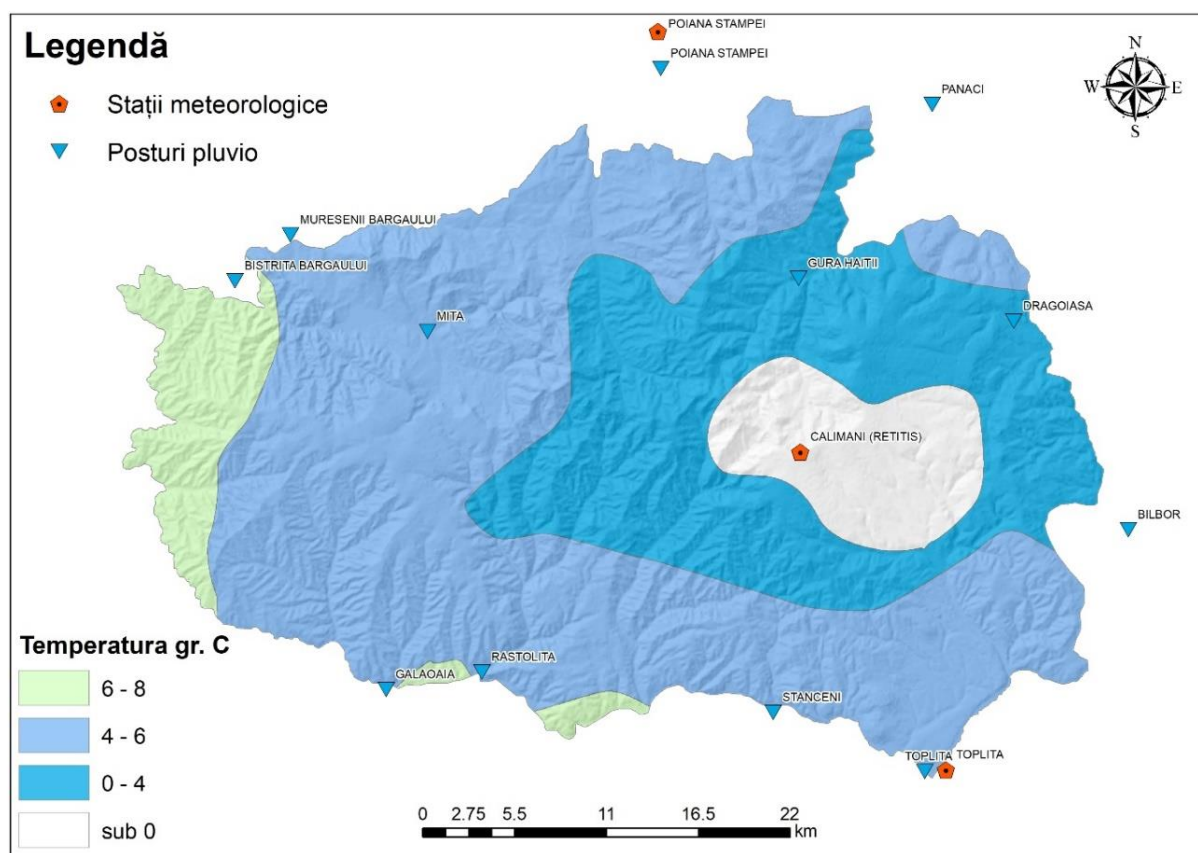 Legendă
Stații meteorologice
Posturi pluvio
POIANA STAMPEI
POIANA STAMPEI
PANACI
N
W E
S
MURESENII BARGAULUI
BISTRITA BARGAULUI
GURA HAITII
DRAGOIASA
MITA
CALIMANI (RETITIS)
BILBOR
GALAOAIA
RASTOLITA
STANCENI
TOPLITA TOPLITA
Temperatura gr. C
6 - 8
4 - 6
0 - 4
sub 0
0 2.75 5.5 11 16.5 22
km